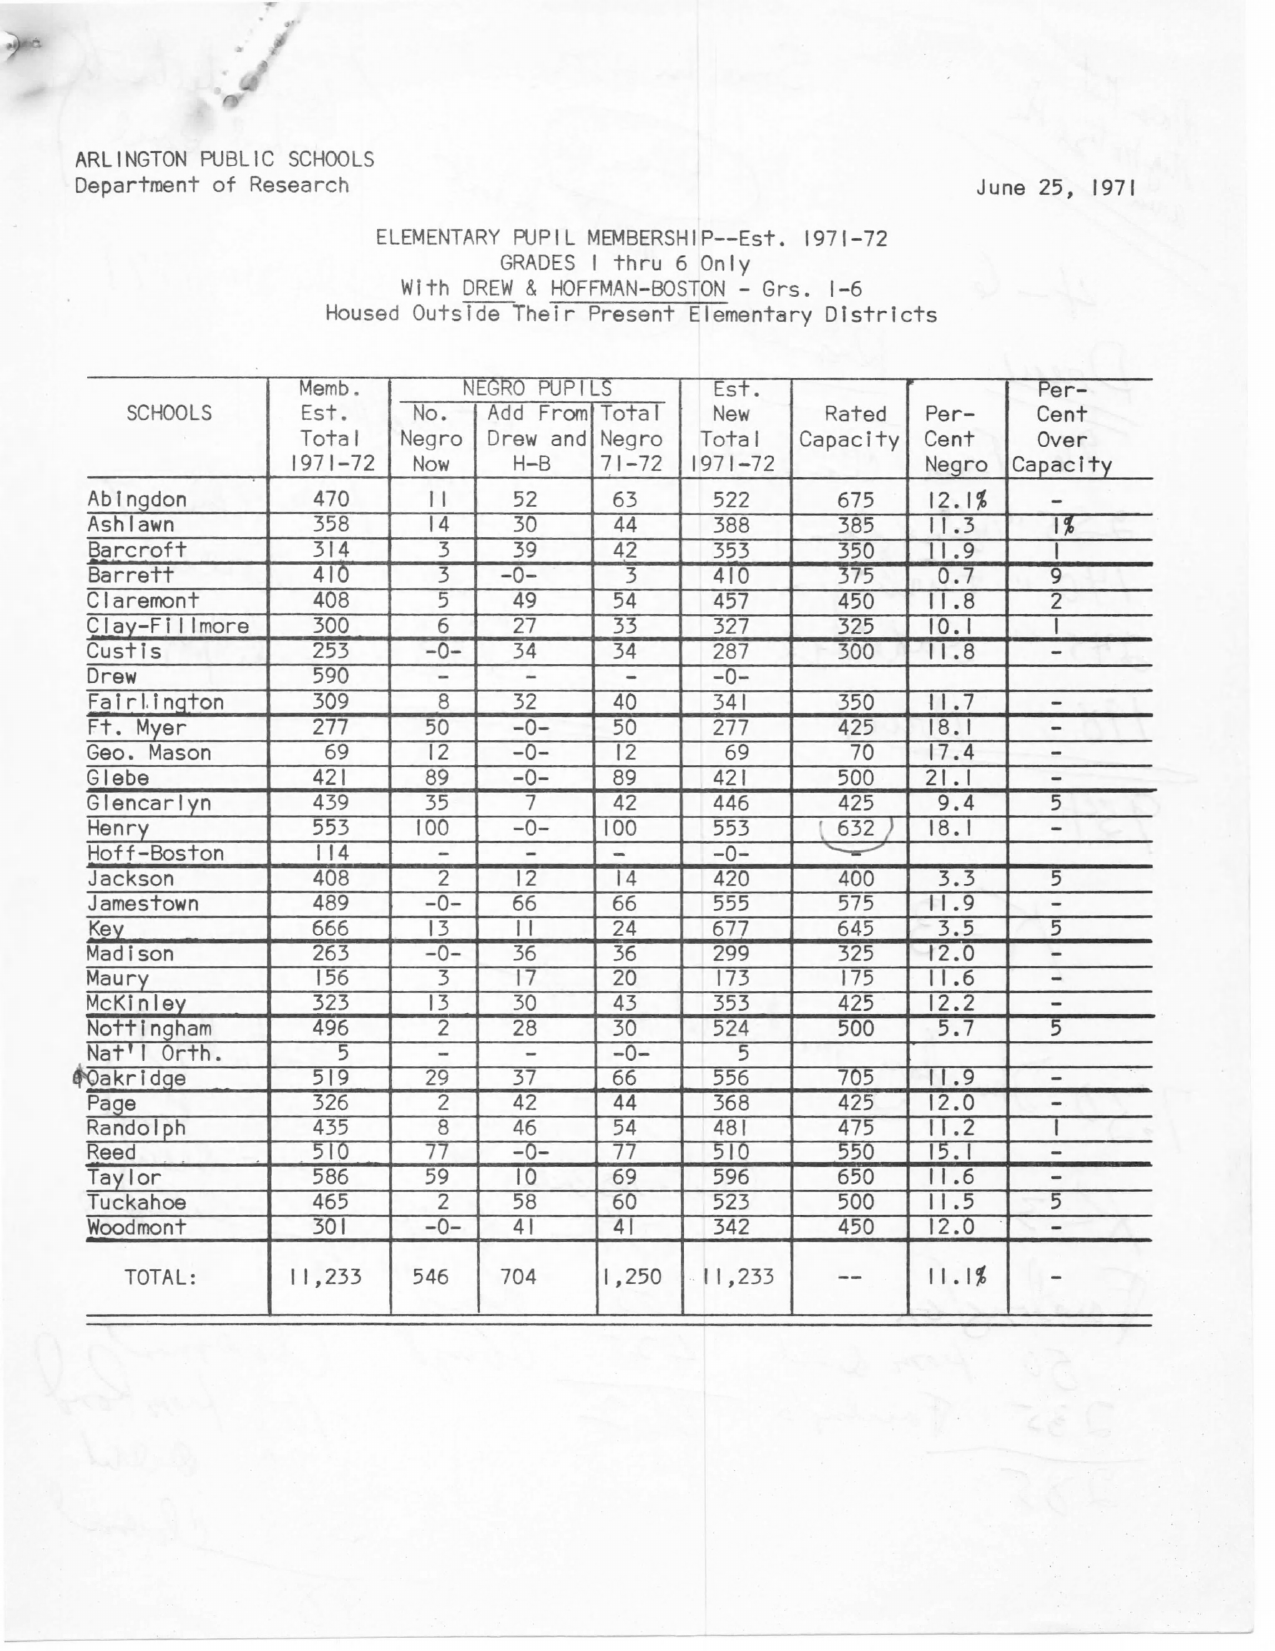 ARLINGTON PUBLIC SCHOOLS
Department of Research
June 25, 1971
ELEMENTARY PUPIL MEMBERSHIP--Est. 1971-72
GRADES 1 thru 6 Only
With DREW & HOFFMAN-BOSTON - Grs. 1-6
Housed Outside Their Present Elementary Districts
Memb. NEGRO PUPILS Est. Per-
SCHOOLS Est. No. Add From Total New Rated Per- Cent
Total Negro Drew and Negro Total Capacity Cent Over
1971-72 Now H-B 71-72 1971-72 Negro Capacity
Abingdon 470 11 52 63 522 675 12.1% -
Ashlawn 358 14 30 44 388 385 11.3 1%
Barcroft 314 3 39 42 353 350 11.9 1
Barrett 410 3 -0- 3 410 375 0.7 9
Claremont 408 5 49 54 457 450 11.8 2
Clay-Fillmore 300 6 27 33 327 325 10.1 1
Custis 253 -0- 34 34 287 300 11.8 -
Drew 590 - - - -0-
Fairlington 309 8 32 40 341 350 11.7 -
Ft. Myer 277 50 -0- 50 277 425 18.1 -
Geo. Mason 69 12 -0- 12 69 70 17.4 -
Glebe 421 89 -0- 89 421 500 21.1 -
Glencarlyn 439 35 7 42 446 425 9.4 5
Henry 553 100 -0- 100 553 632 18.1 -
Hoff-Boston 114 - - - -0- -
Jackson 408 2 12 14 420 400 3.3 5
Jamestown 489 -0- 66 66 555 575 11.9 -
Key 666 13 11 24 677 645 3.5 5
Madison 263 -0- 36 36 299 325 12.0 -
Maury 156 3 17 20 173 175 11.6 -
McKinley 323 13 30 43 353 425 12.2 -
Nottingham 496 2 28 30 524 500 5.7 5
Nat'l Orth. 5 - - -0- 5
Oakridge 519 29 37 66 556 705 11.9 -
Page 326 2 42 44 368 425 12.0 -
Randolph 435 8 46 54 481 475 11.2 1
Reed 510 77 -0- 77 510 550 15.1 -
Taylor 586 59 10 69 596 650 11.6 -
Tuckahoe 465 2 58 60 523 500 11.5 5
Woodmont 301 -0- 41 41 342 450 12.0 -
TOTAL: 11,233 546 704 1,250 11,233 -- 11.1% -